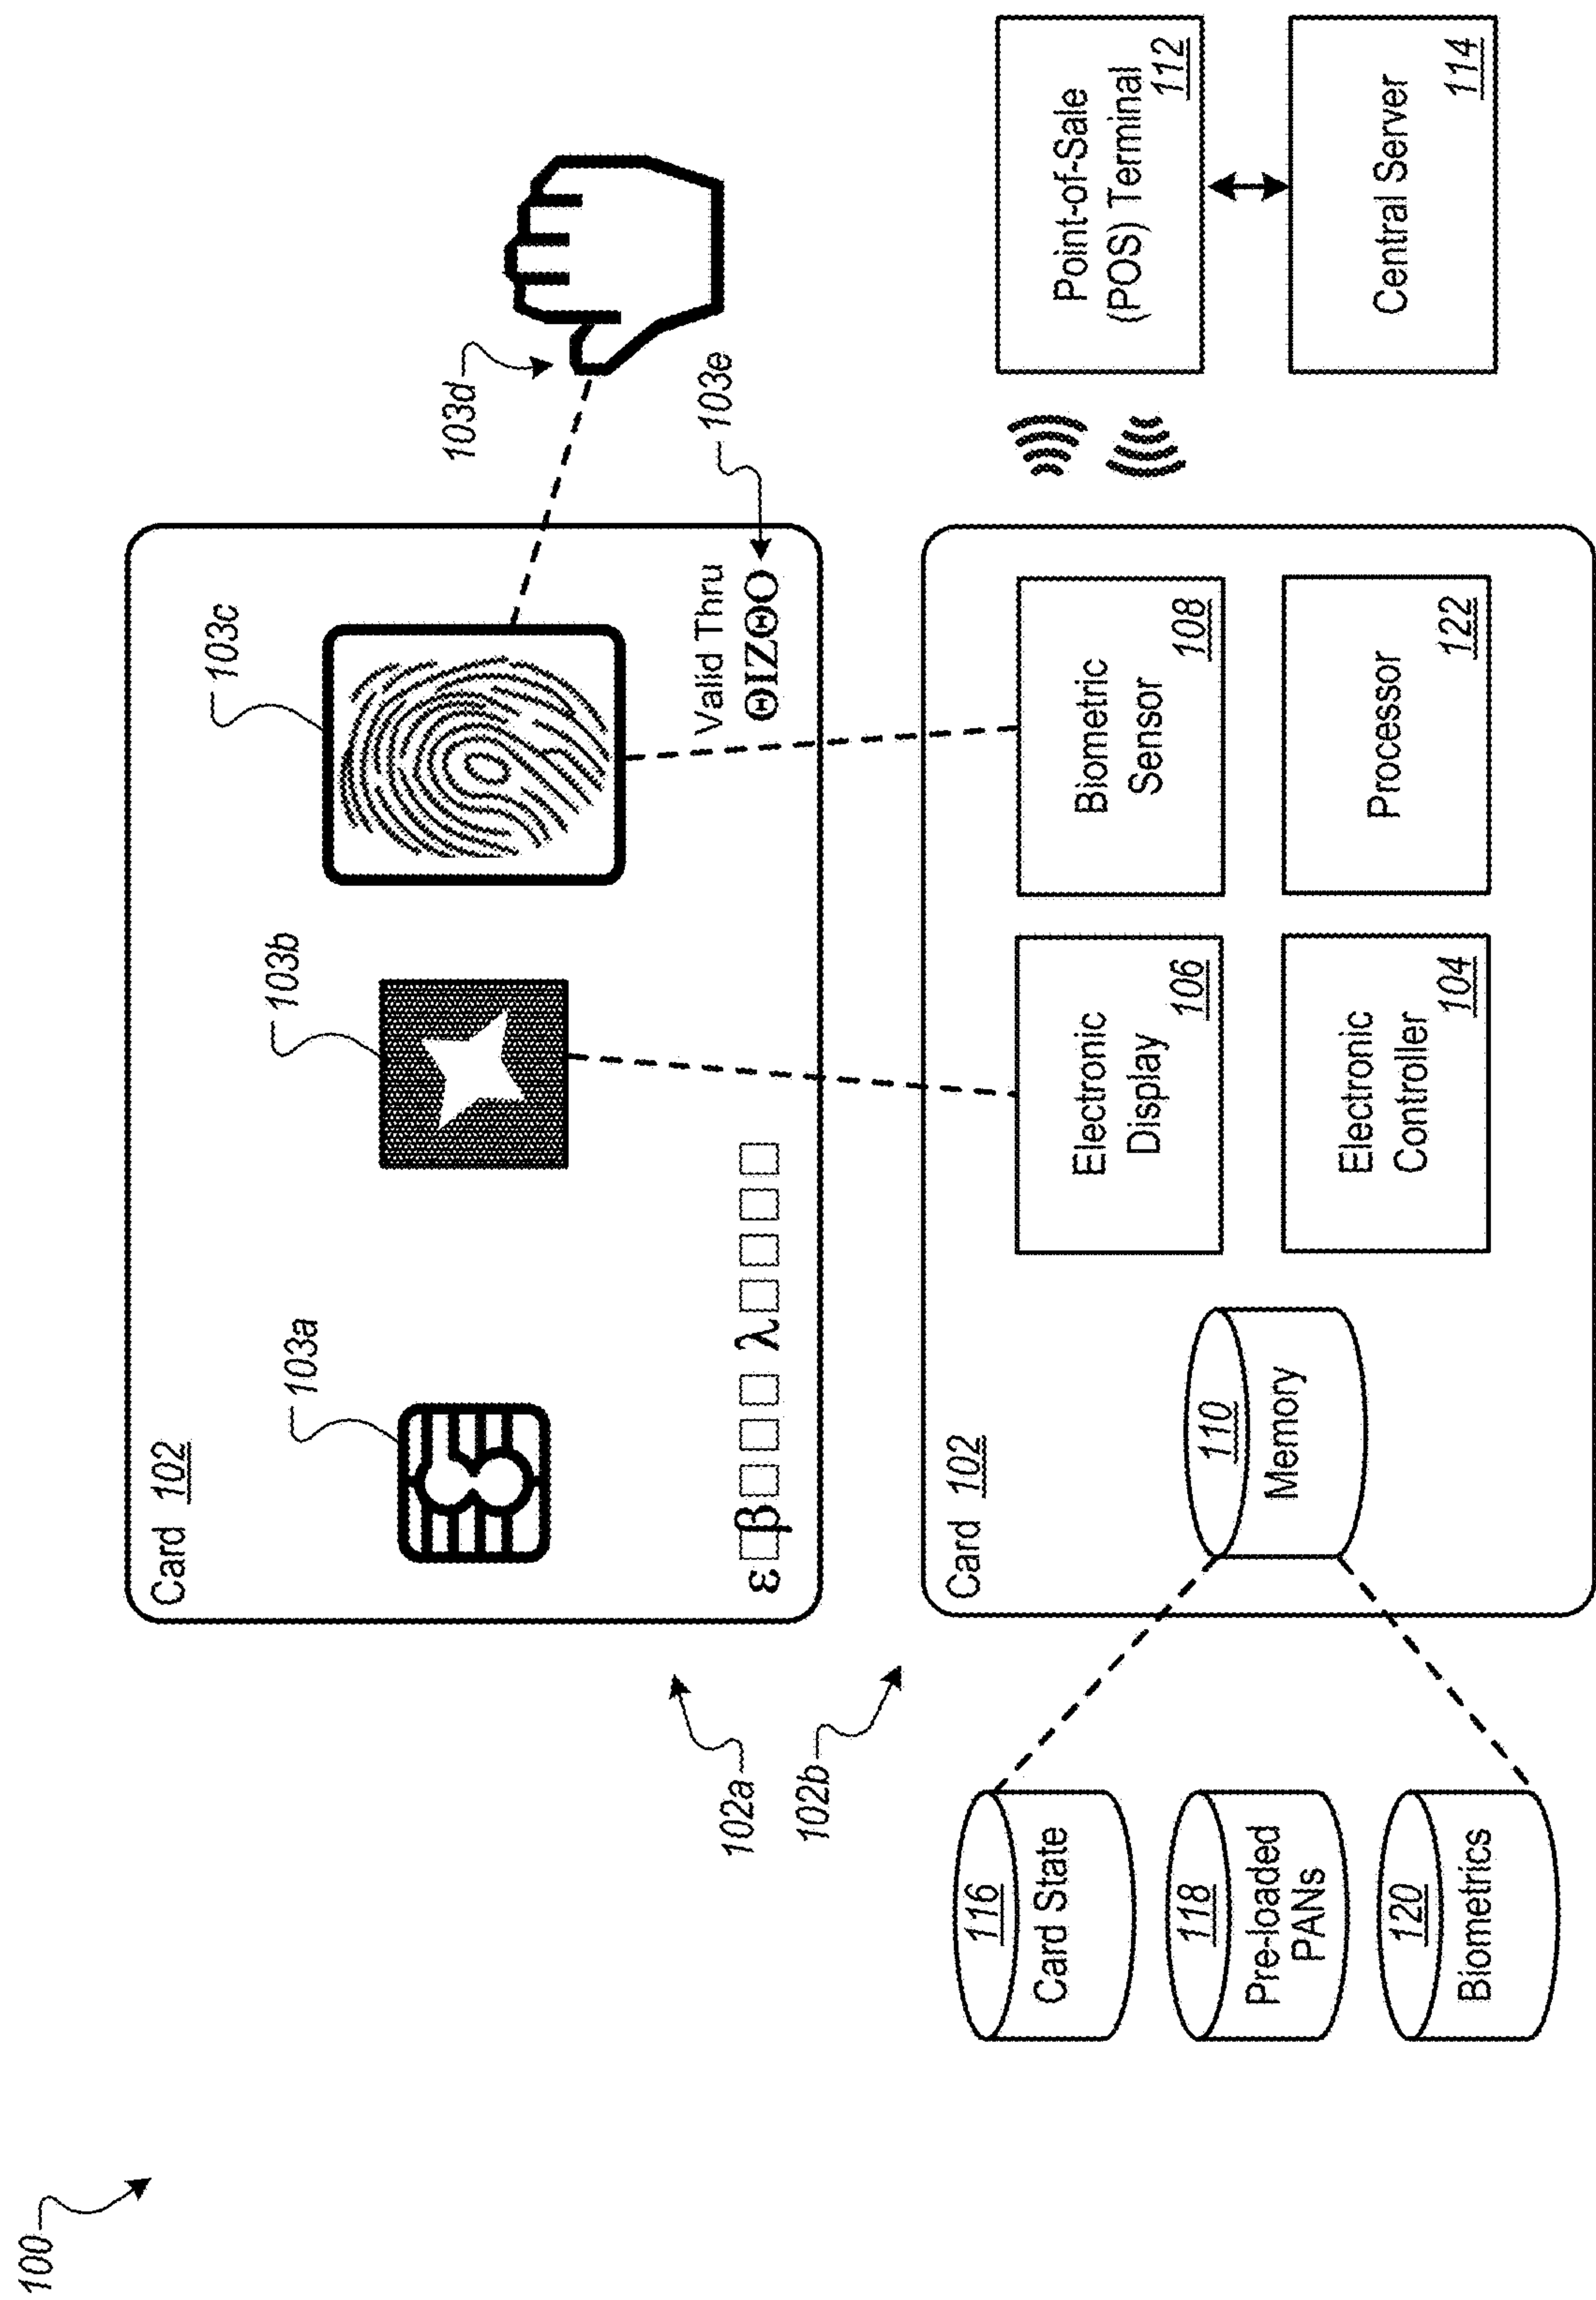 100
Card 102
103a
103b
103c
103d
ε□β□□□ λ□□□□
Valid Thru
ΘΙΖΘΟ
103e
102a
102b
Card 102
110
Memory
Electronic
Display
106
Biometric
Sensor
108
Electronic
Controller
104
Processor
122
Point-of-Sale
(POS) Terminal
112
Central Server
114
116
Card State
118
Pre-loaded
PANs
120
Biometrics